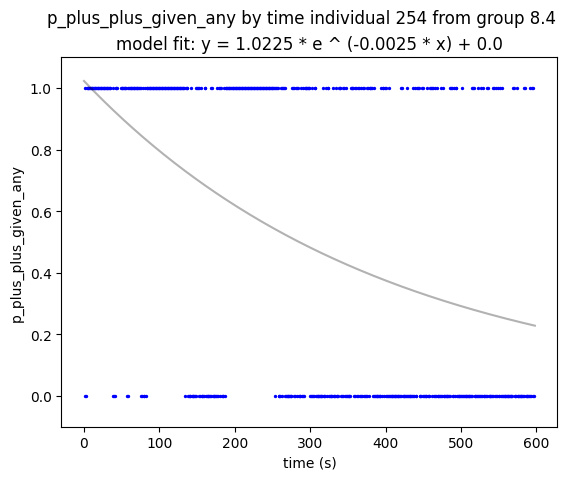 p_plus_plus_given_any by time individual 254 from group 8.4
model fit: y = 1.0225 * e ^ (-0.0025 * x) + 0.0
p_plus_plus_given_any
1.0
0.8
0.6
0.4
0.2
0.0
0 100 200 300 400 500 600
time (s)